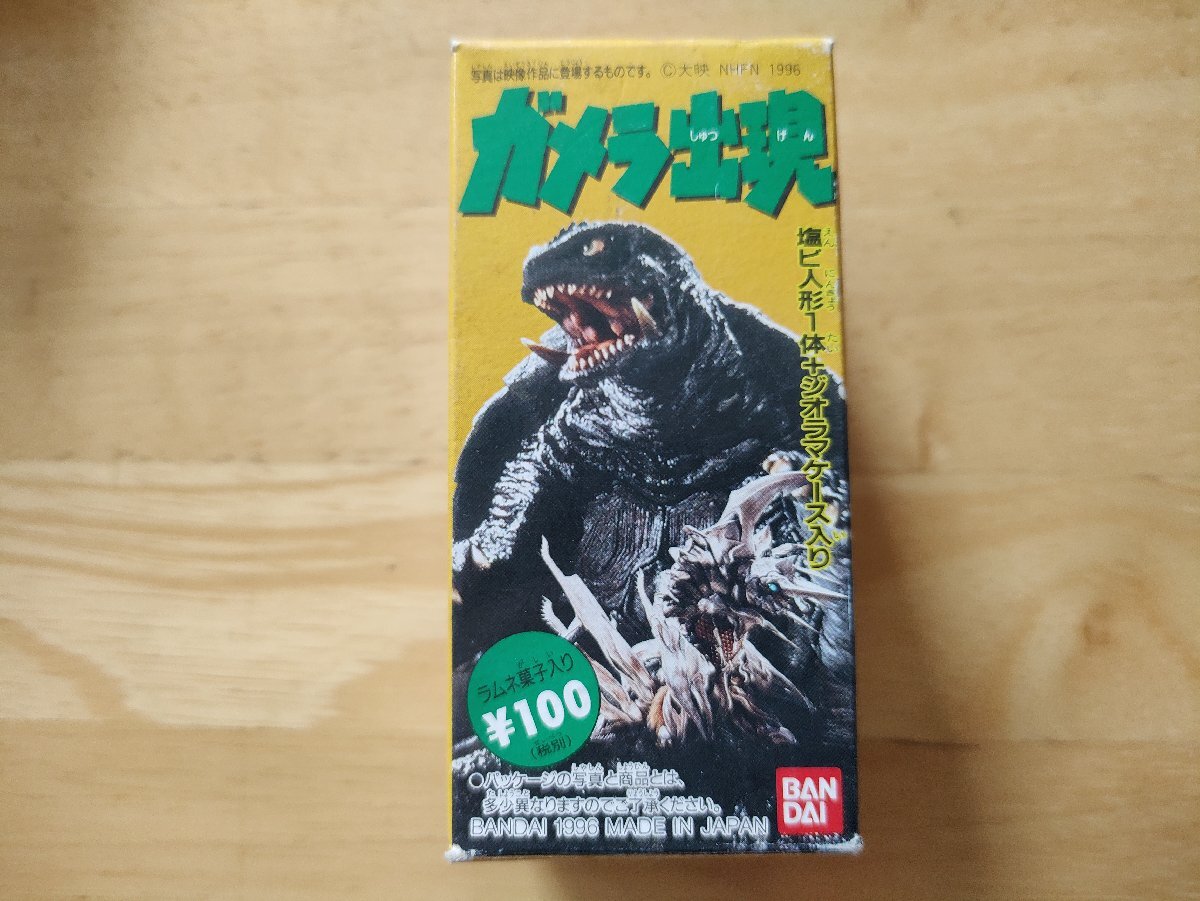 写真は映像作品に登場するものです。 ©大映 NHFN 1996
ガメラ出現
しゅつ げん
塩ビ人形1体+ジオラマケース入り
ラムネ菓子入り
¥100
(税別)
○パッケージの写真と商品とは、
多少異なりますのでご了承ください。
BANDAI 1996 MADE IN JAPAN
BAN
DAI